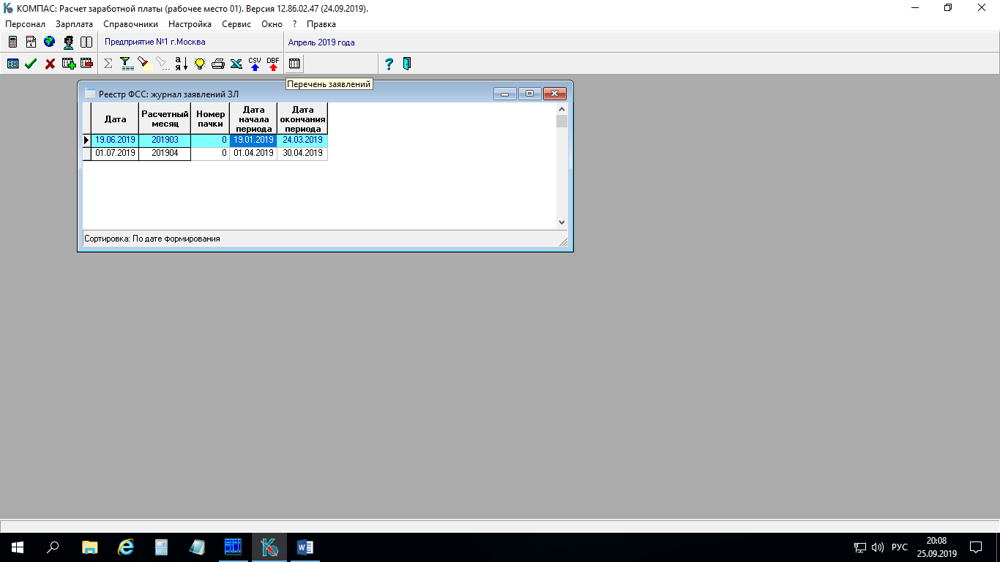 КОМПАС: Расчет заработной платы (рабочее место 01). Версия 12.86.02.47 (24.09.2019).
Персонал Зарплата Справочники Настройка Сервис Окно ? Правка
Предприятие №1 г.Москва Апрель 2019 года
CSV DBF
Перечень заявлений
Реестр ФСС: журнал заявлений ЗЛ
Дата Расчетный месяц Номер пачки Дата начала периода Дата окончания периода
19.06.2019 201903 0 19.01.2019 24.03.2019
01.07.2019 201904 0 01.04.2019 30.04.2019
Сортировка: По дате формирования
РУС 20:08
25.09.2019